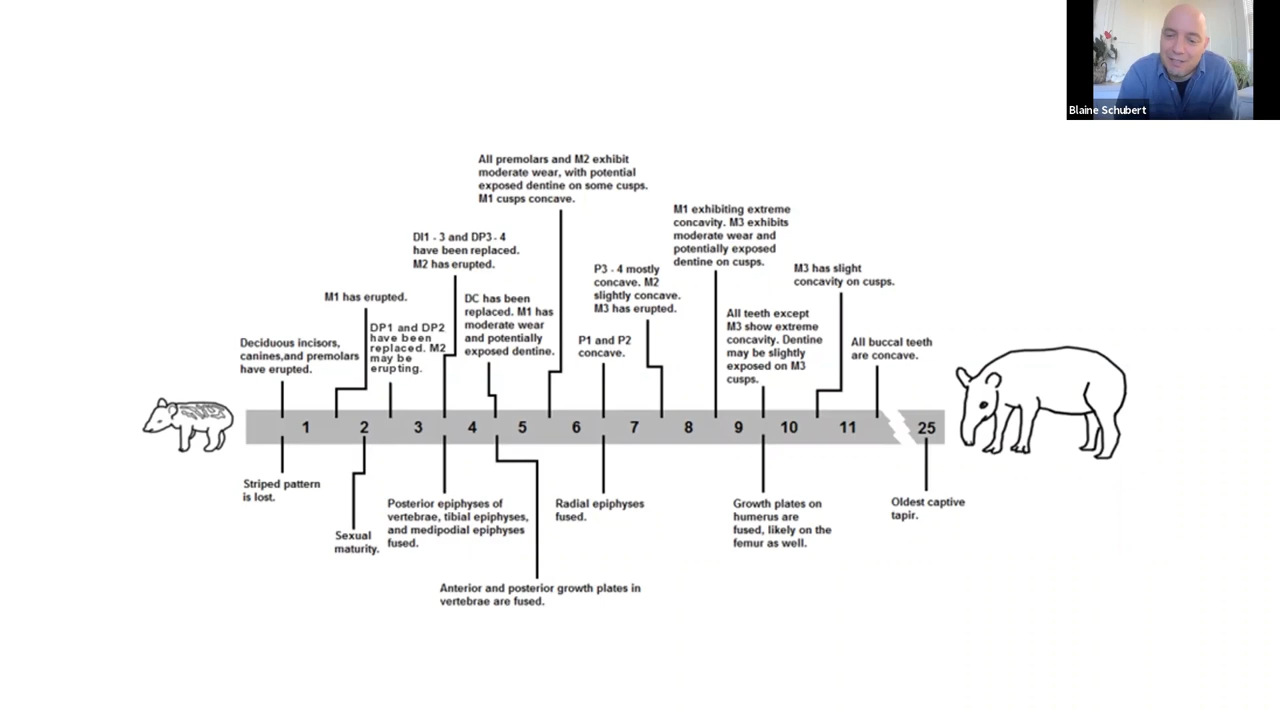 Blaine Schubert
All premolars and M2 exhibit
moderate wear, with potential
exposed dentine on some cusps.
M1 cusps concave.
M1 exhibiting extreme
concavity. M3 exhibits
moderate wear and
potentially exposed
dentine on cusps.
DI1 - 3 and DP3 - 4
have been replaced.
M2 has erupted.
P3 - 4 mostly
concave. M2
slightly concave.
M3 has erupted.
M3 has slight
concavity on cusps.
M1 has erupted.
DC has been
replaced. M1 has
moderate wear
and potentially
exposed dentine.
All teeth except
M3 show extreme
concavity. Dentine
may be slightly
exposed on M3
cusps.
DP1 and DP2
have been
replaced. M2
may be
erupting.
Deciduous incisors,
canines,and premolars
have erupted.
P1 and P2
concave.
All buccal teeth
are concave.
1 2 3 4 5 6 7 8 9 10 11 25
Striped pattern
is lost.
Sexual
maturity.
Posterior epiphyses of
vertebrae, tibial epiphyses,
and medipodial epiphyses
fused.
Radial epiphyses
fused.
Growth plates on
humerus are
fused, likely on the
femur as well.
Oldest captive
tapir.
Anterior and posterior growth plates in
vertebrae are fused.